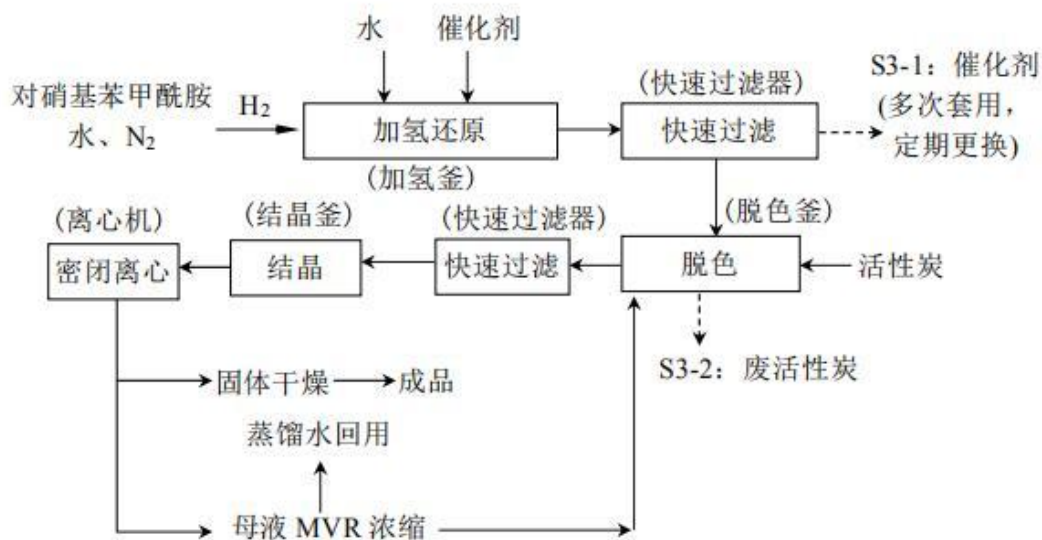 水
催化剂
对硝基苯甲酰胺
水、N₂
H₂
加氢还原
(加氢釜)
(快速过滤器)
快速过滤
S3-1：催化剂
(多次套用，
定期更换)
(离心机)
密闭离心
(结晶釜)
结晶
(快速过滤器)
快速过滤
(脱色釜)
脱色
活性炭
S3-2：废活性炭
固体干燥
成品
蒸馏水回用
母液 MVR 浓缩